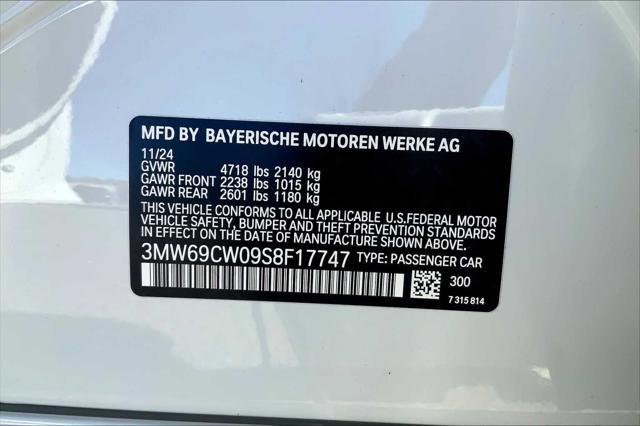 MFD BY BAYERISCHE MOTOREN WERKE AG
11/24
GVWR 4718 lbs 2140 kg
GAWR FRONT 2238 lbs 1015 kg
GAWR REAR 2601 lbs 1180 kg
THIS VEHICLE CONFORMS TO ALL APPLICABLE U.S.FEDERAL MOTOR
VEHICLE SAFETY, BUMPER, AND THEFT PREVENTION STANDARDS
IN EFFECT ON THE DATE OF MANUFACTURE SHOWN ABOVE.
3MW69CW09S8F17747 TYPE: PASSENGER CAR
300
7 315 814